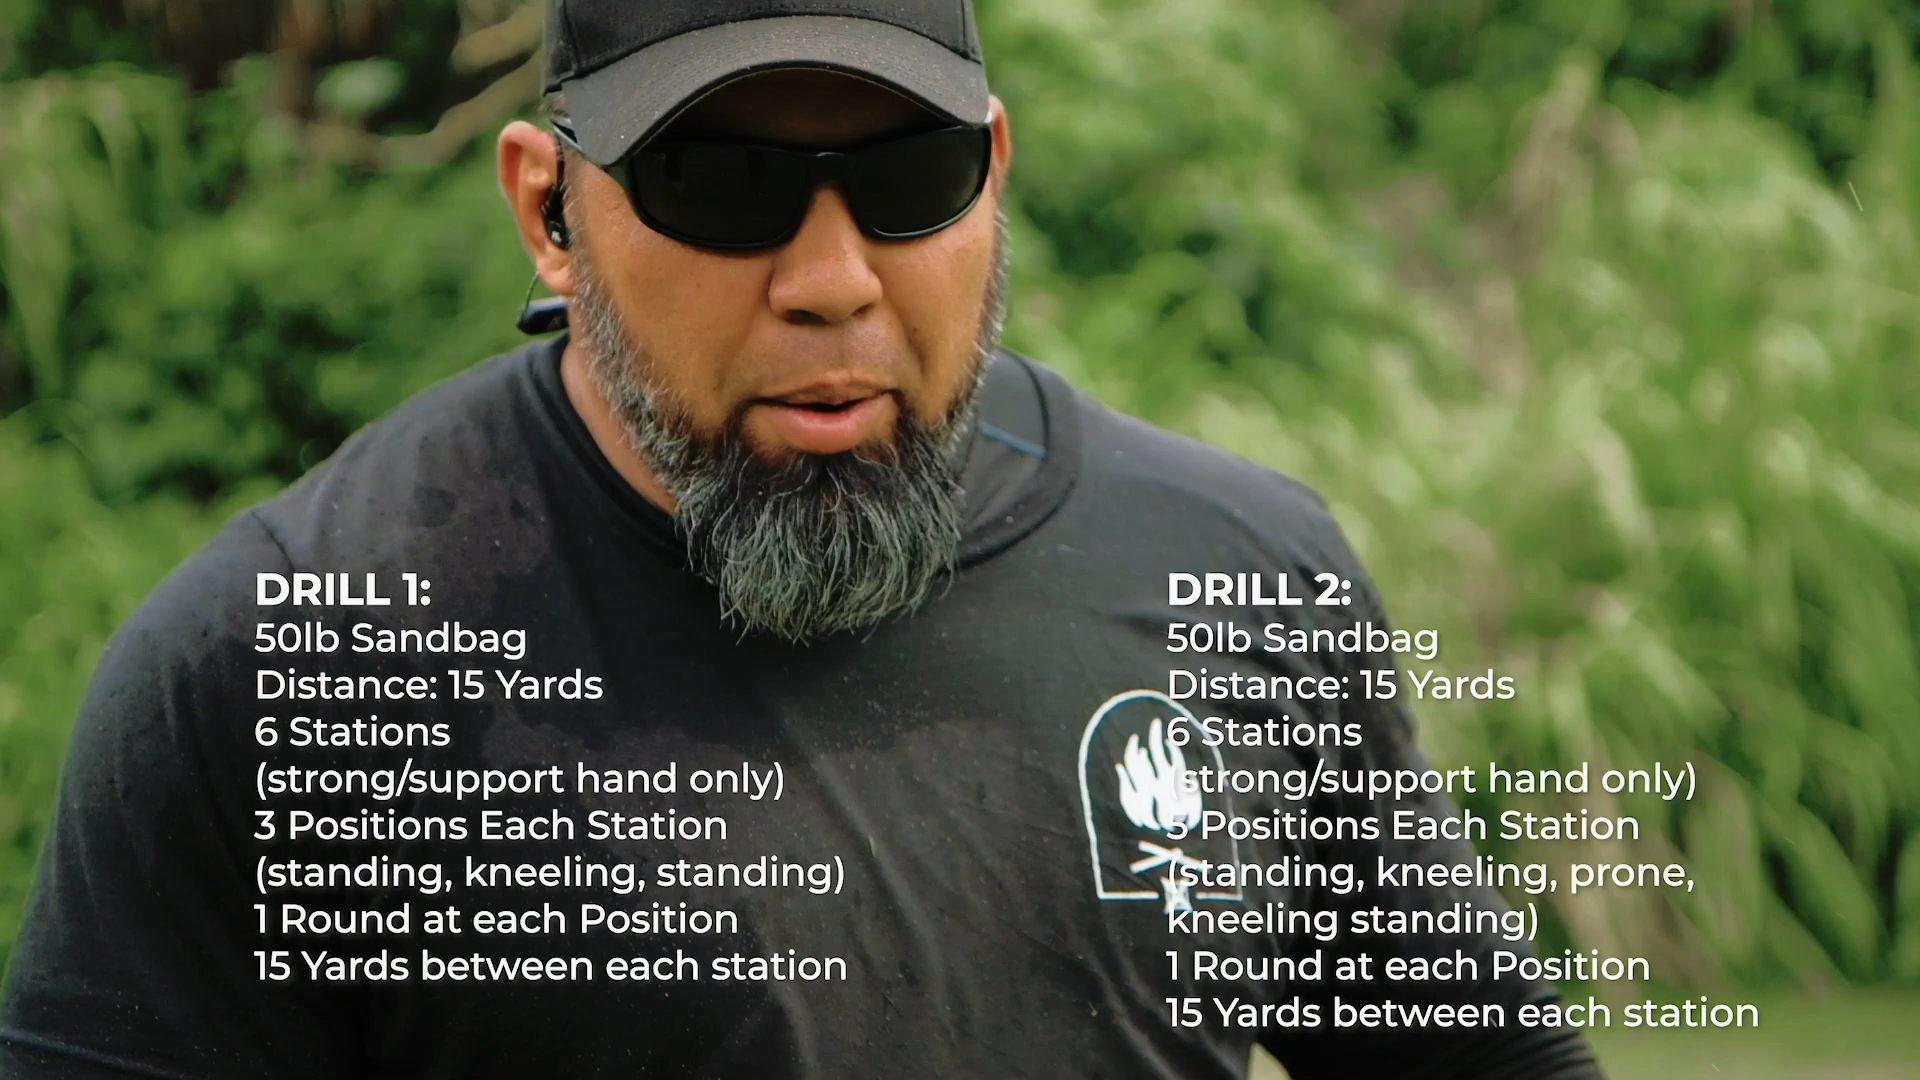 DRILL 1:
50lb Sandbag
Distance: 15 Yards
6 Stations
(strong/support hand only)
3 Positions Each Station
(standing, kneeling, standing)
1 Round at each Position
15 Yards between each station
DRILL 2:
50lb Sandbag
Distance: 15 Yards
6 Stations
(strong/support hand only)
5 Positions Each Station
(standing, kneeling, prone,
kneeling standing)
1 Round at each Position
15 Yards between each station